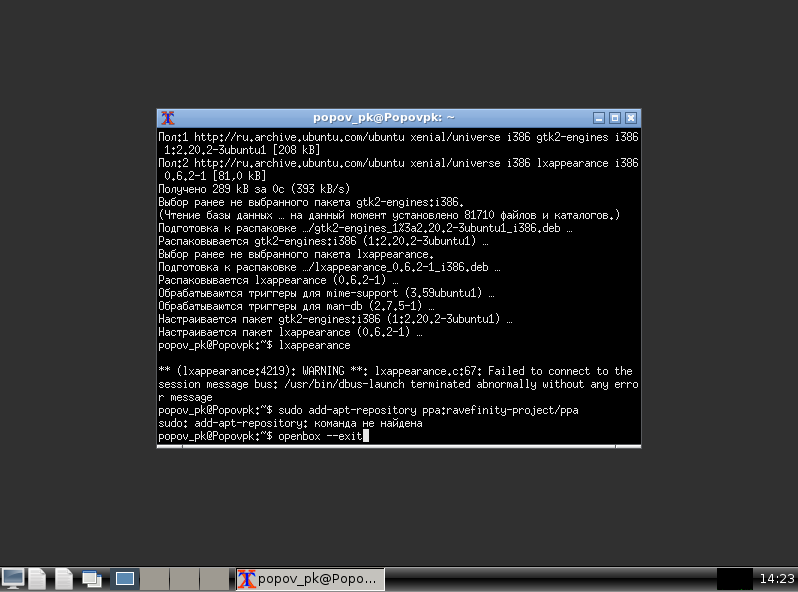 popov_pk@Popovpk: ~
Пол:1 http://ru.archive.ubuntu.com/ubuntu xenial/universe i386 gtk2-engines i386
1:2.20.2-3ubuntu1 [208 kB]
Пол:2 http://ru.archive.ubuntu.com/ubuntu xenial/universe i386 lxappearance i386
0.6.2-1 [81,0 kB]
Получено 289 kB за 0с (393 kB/s)
Выбор ранее не выбранного пакета gtk2-engines:i386.
(Чтение базы данных … на данный момент установлено 81710 файлов и каталогов.)
Подготовка к распаковке …/gtk2-engines_1%3a2.20.2-3ubuntu1_i386.deb …
Распаковывается gtk2-engines:i386 (1:2.20.2-3ubuntu1) …
Выбор ранее не выбранного пакета lxappearance.
Подготовка к распаковке …/lxappearance_0.6.2-1_i386.deb …
Распаковывается lxappearance (0.6.2-1) …
Обрабатываются триггеры для mime-support (3.59ubuntu1) …
Обрабатываются триггеры для man-db (2.7.5-1) …
Настраивается пакет gtk2-engines:i386 (1:2.20.2-3ubuntu1) …
Настраивается пакет lxappearance (0.6.2-1) …
popov_pk@Popovpk:~$ lxappearance
** (lxappearance:4219): WARNING **: lxappearance.c:67: Failed to connect to the
session message bus: /usr/bin/dbus-launch terminated abnormally without any erro
r message
popov_pk@Popovpk:~$ sudo add-apt-repository ppa:ravefinity-project/ppa
sudo: add-apt-repository: команда не найдена
popov_pk@Popovpk:~$ openbox --exit
popov_pk@Popo...
14:23